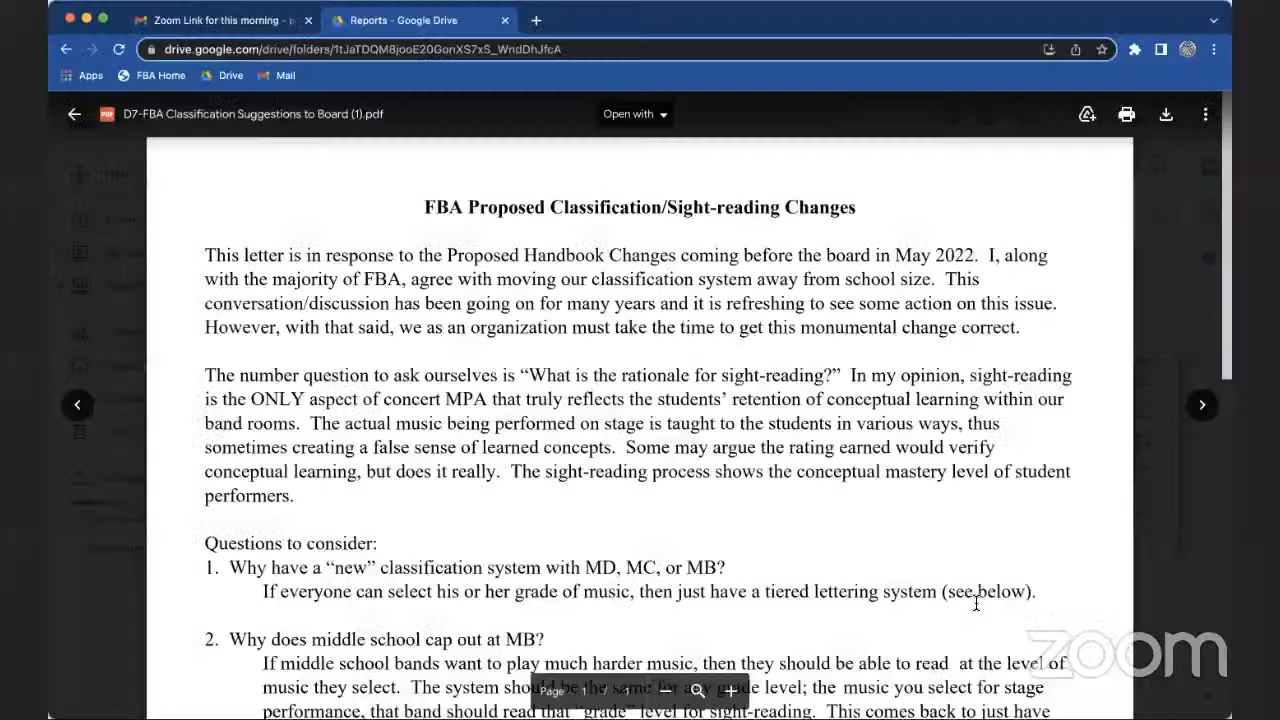 Zoom Link for this morning - p
Reports - Google Drive
drive.google.com/drive/folders/1tJaTDQM8jooE20GonXS7xS_WndDhJfcA
Apps
FBA Home
Drive
Mail
PDF
D7-FBA Classification Suggestions to Board (1).pdf
Open with
FBA Proposed Classification/Sight-reading Changes
This letter is in response to the Proposed Handbook Changes coming before the board in May 2022. I, along
with the majority of FBA, agree with moving our classification system away from school size. This
conversation/discussion has been going on for many years and it is refreshing to see some action on this issue.
However, with that said, we as an organization must take the time to get this monumental change correct.
The number question to ask ourselves is “What is the rationale for sight-reading?” In my opinion, sight-reading
is the ONLY aspect of concert MPA that truly reflects the students’ retention of conceptual learning within our
band rooms. The actual music being performed on stage is taught to the students in various ways, thus
sometimes creating a false sense of learned concepts. Some may argue the rating earned would verify
conceptual learning, but does it really. The sight-reading process shows the conceptual mastery level of student
performers.
Questions to consider:
1. Why have a “new” classification system with MD, MC, or MB?
If everyone can select his or her grade of music, then just have a tiered lettering system (see below).
2. Why does middle school cap out at MB?
If middle school bands want to play much harder music, then they should be able to read at the level of
music they select. The system should be the same for any grade level; the music you select for stage
performance, that band should read that “grade” level for sight-reading. This comes back to just have
Page 1 /
zoom